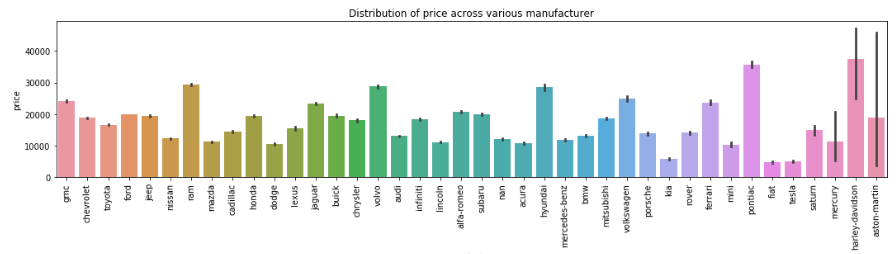 Distribution of price across various manufacturer
price
40000
30000
20000
10000
0
gmc
chevrolet
toyota
ford
jeep
nissan
ram
mazda
cadillac
honda
dodge
lexus
jaguar
buick
chrysler
volvo
audi
infiniti
lincoln
alfa-romeo
subaru
nan
acura
hyundai
mercedes-benz
bmw
mitsubishi
volkswagen
porsche
kia
rover
ferrari
mini
pontiac
fiat
tesla
saturn
mercury
harley-davidson
aston-martin